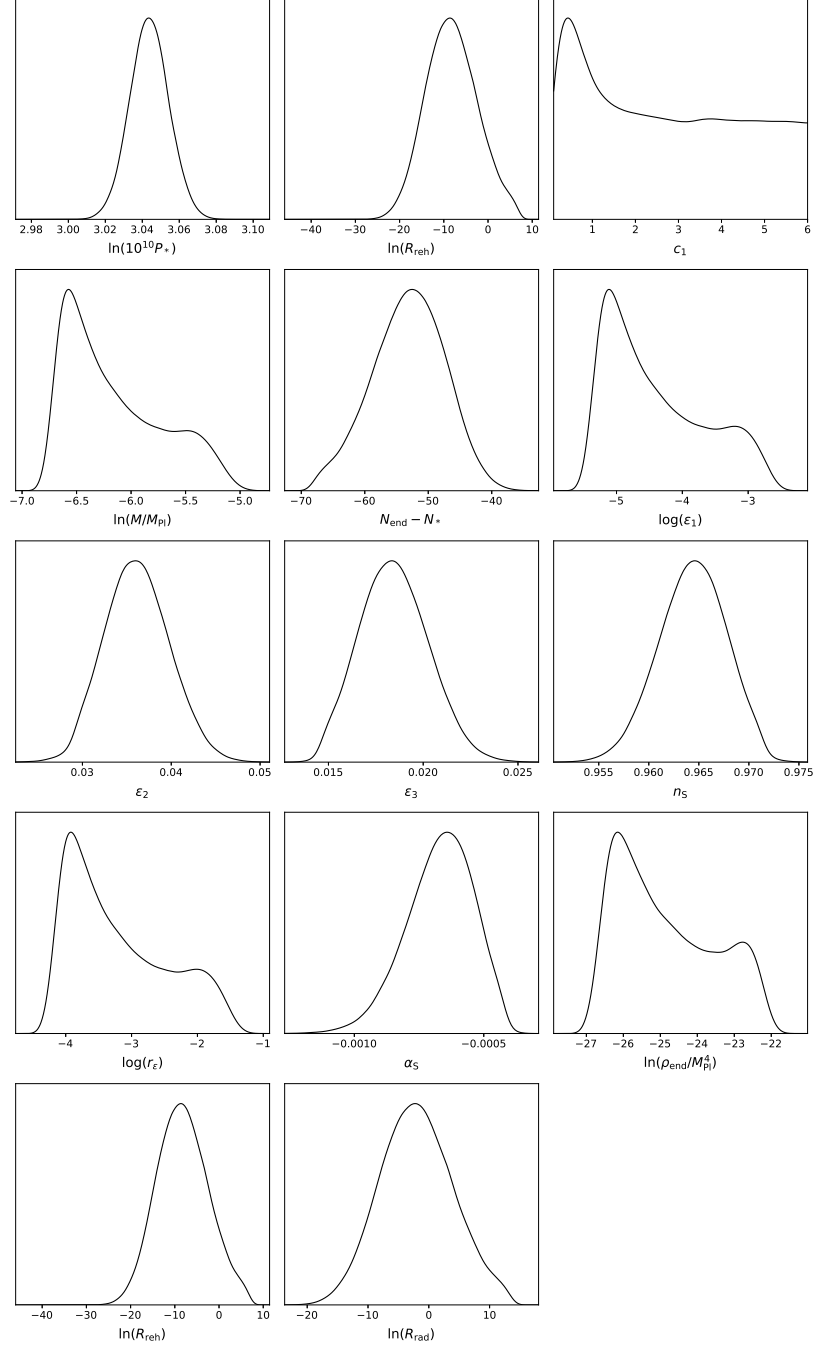 2.98 3.00 3.02 3.04 3.06 3.08 3.10
ln(10¹⁰P*)
−40 −30 −20 −10 0 10
ln(R_reh)
1 2 3 4 5 6
c₁
−7.0 −6.5 −6.0 −5.5 −5.0
ln(M/M_Pl)
−70 −60 −50 −40
N_end − N*
−5 −4 −3
log(ε₁)
0.03 0.04 0.05
ε₂
0.015 0.020 0.025
ε₃
0.955 0.960 0.965 0.970 0.975
n_S
−4 −3 −2 −1
log(r_ε)
−0.0010 −0.0005
α_S
−27 −26 −25 −24 −23 −22
ln(ρ_end/M⁴_Pl)
−40 −30 −20 −10 0 10
ln(R_reh)
−20 −10 0 10
ln(R_rad)